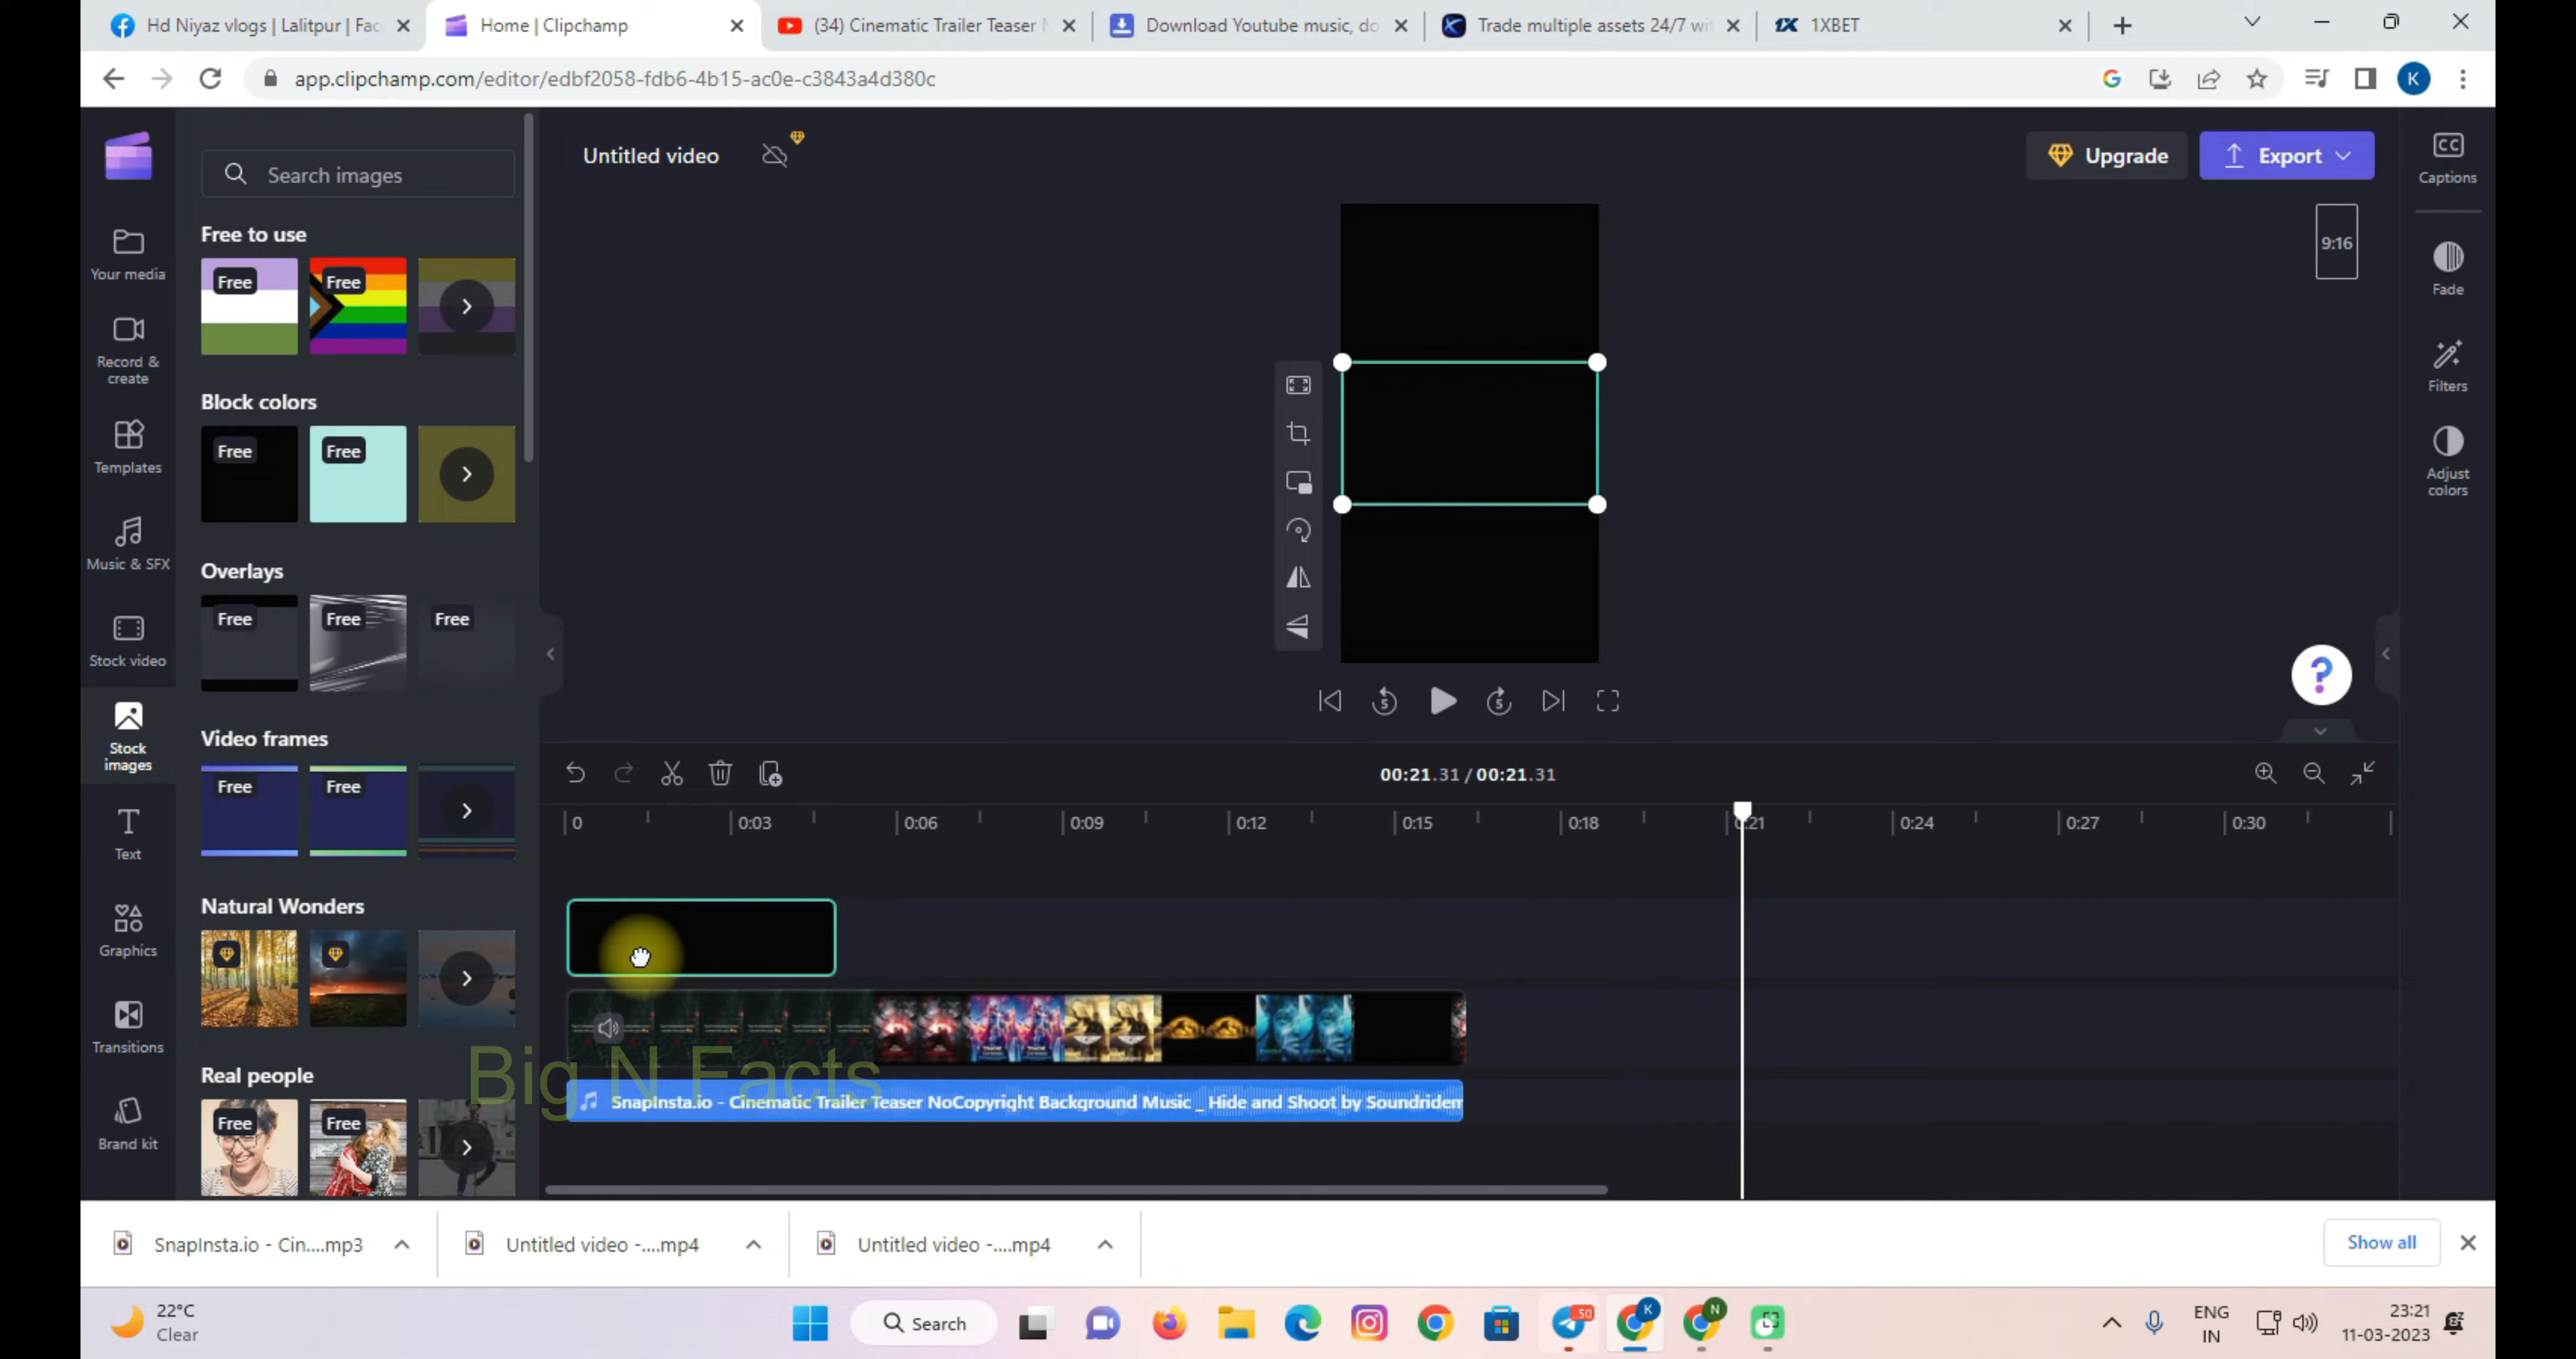 Hd Niyaz vlogs | Lalitpur | Fac
Home | Clipchamp
(34) Cinematic Trailer Teaser N
Download Youtube music, do
Trade multiple assets 24/7 wit
1XBET
app.clipchamp.com/editor/edbf2058-fdb6-4b15-ac0e-c3843a4d380c
K
Search images
Untitled video
Upgrade
Export
Captions
9:16
Fade
Filters
Adjust
colors
Your media
Record &
create
Templates
Music & SFX
Stock video
Stock
images
Text
Graphics
Transitions
Brand kit
Free to use
Free
Free
Block colors
Free
Free
Overlays
Free
Free
Free
Video frames
Free
Free
Natural Wonders
Real people
Free
Free
5
5
?
00:21.31 / 00:21.31
0
0:03
0:06
0:09
0:12
0:15
0:18
0:21
0:24
0:27
0:30
Big N Facts
SnapInsta.io - Cinematic Trailer Teaser NoCopyright Background Music _ Hide and Shoot by Soundridem
SnapInsta.io - Cin....mp3
Untitled video -....mp4
Untitled video -....mp4
Show all
22°C
Clear
Search
50
K
N
ENG
IN
23:21
11-03-2023